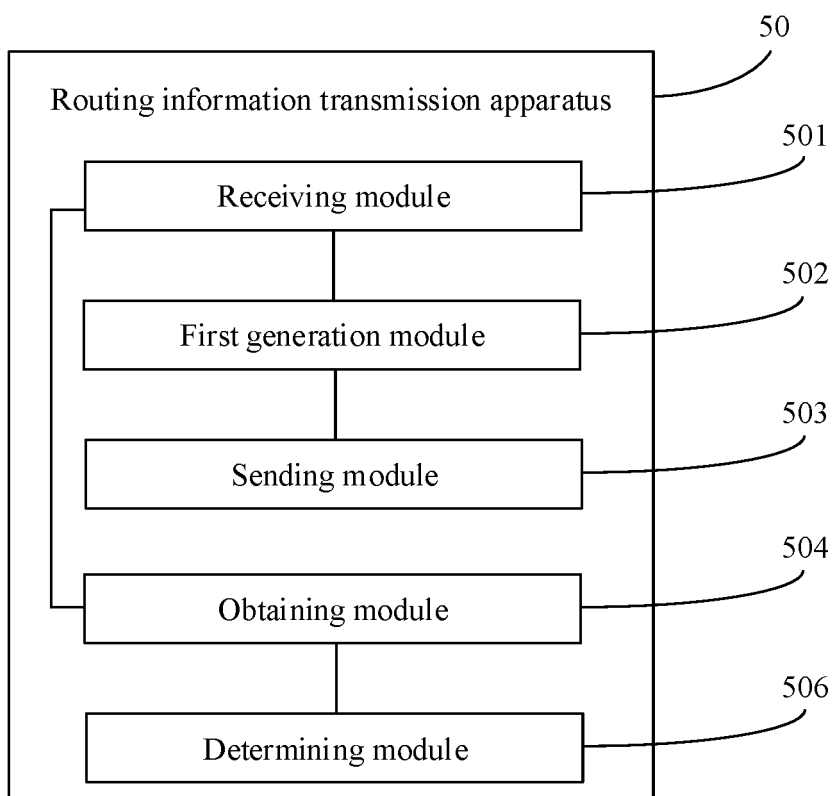 50
Routing information transmission apparatus
501
Receiving module
502
First generation module
503
Sending module
504
Obtaining module
506
Determining module